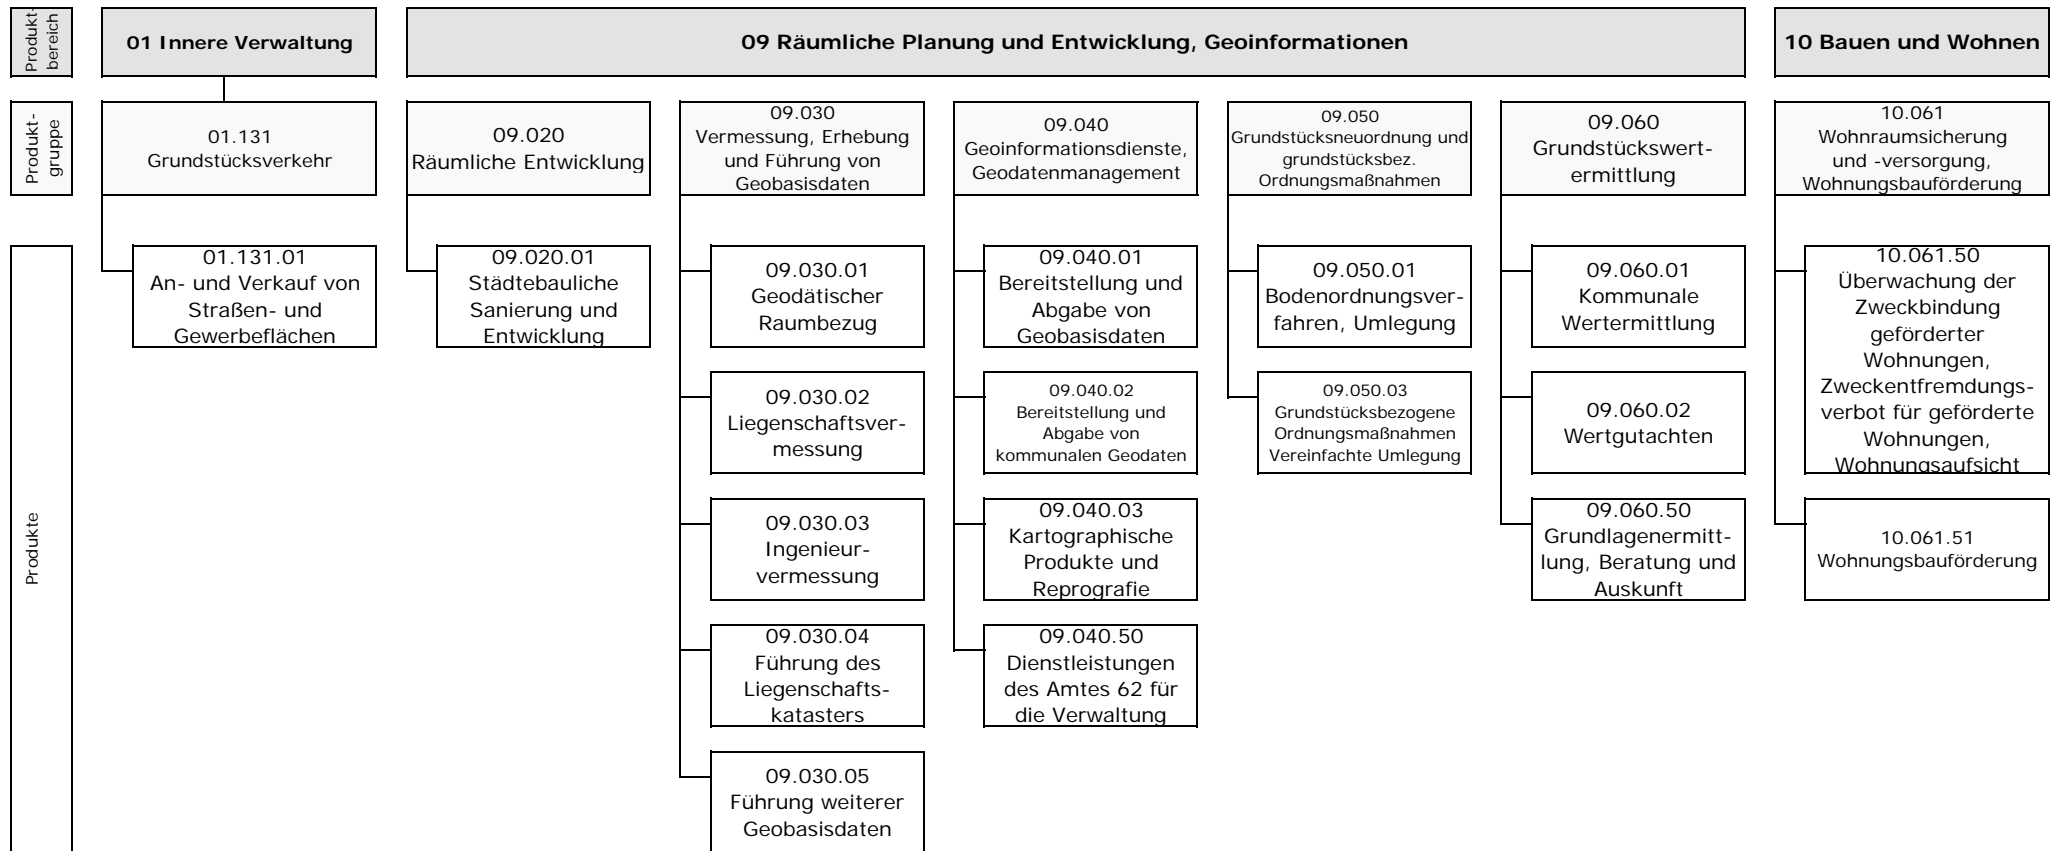 Produkt-
bereich
01 Innere Verwaltung
09 Räumliche Planung und Entwicklung, Geoinformationen
10 Bauen und Wohnen
Produkt-
gruppe
01.131
Grundstücksverkehr
09.020
Räumliche Entwicklung
09.030
Vermessung, Erhebung
und Führung von
Geobasisdaten
09.040
Geoinformationsdienste,
Geodatenmanagement
09.050
Grundstücksneuordnung und
grundstücksbez.
Ordnungsmaßnahmen
09.060
Grundstückswert-
ermittlung
10.061
Wohnraumsicherung
und -versorgung,
Wohnungsbauförderung
Produkte
01.131.01
An- und Verkauf von
Straßen- und
Gewerbeflächen
09.020.01
Städtebauliche
Sanierung und
Entwicklung
09.030.01
Geodätischer
Raumbezug
09.030.02
Liegenschaftsver-
messung
09.030.03
Ingenieur-
vermessung
09.030.04
Führung des
Liegenschafts-
katasters
09.030.05
Führung weiterer
Geobasisdaten
09.040.01
Bereitstellung und
Abgabe von
Geobasisdaten
09.040.02
Bereitstellung und
Abgabe von
kommunalen Geodaten
09.040.03
Kartographische
Produkte und
Reprografie
09.040.50
Dienstleistungen
des Amtes 62 für
die Verwaltung
09.050.01
Bodenordnungsver-
fahren, Umlegung
09.050.03
Grundstücksbezogene
Ordnungsmaßnahmen
Vereinfachte Umlegung
09.060.01
Kommunale
Wertermittlung
09.060.02
Wertgutachten
09.060.50
Grundlagenermitt-
lung, Beratung und
Auskunft
10.061.50
Überwachung der
Zweckbindung
geförderter
Wohnungen,
Zweckentfremdungs-
verbot für geförderte
Wohnungen,
Wohnungsaufsicht
10.061.51
Wohnungsbauförderung